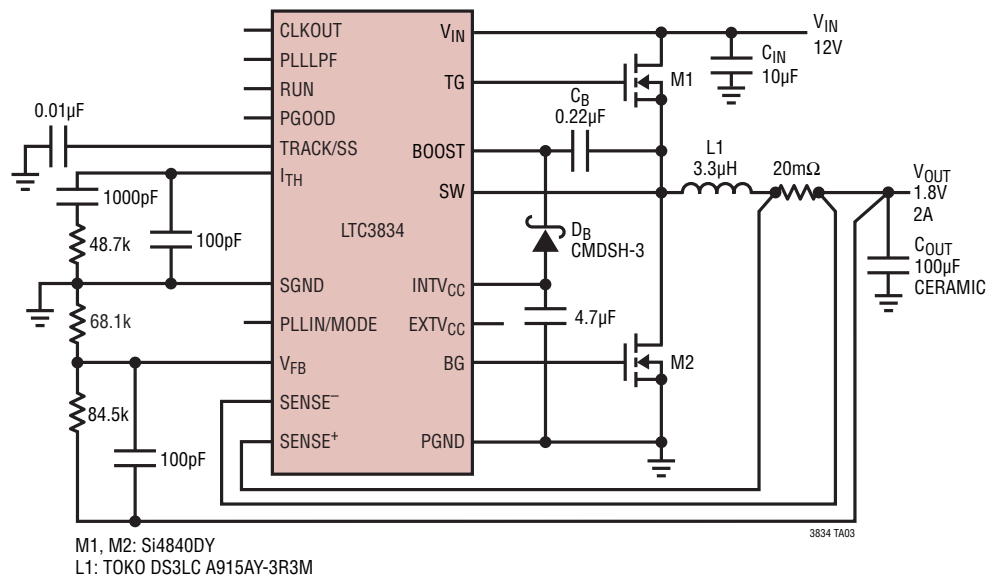 CLKOUT
PLLLPF
RUN
PGOOD
TRACK/SS
ITH
SGND
PLLIN/MODE
VFB
SENSE–
SENSE+
LTC3834
VIN
TG
BOOST
SW
INTVCC
EXTVCC
BG
PGND
0.01µF
1000pF
48.7k
100pF
68.1k
84.5k
100pF
VIN
12V
CIN
10µF
M1
CB
0.22µF
L1
3.3µH
20mΩ
VOUT
1.8V
2A
COUT
100µF
CERAMIC
DB
CMDSH-3
4.7µF
M2
3834 TA03
M1, M2: Si4840DY
L1: TOKO DS3LC A915AY-3R3M